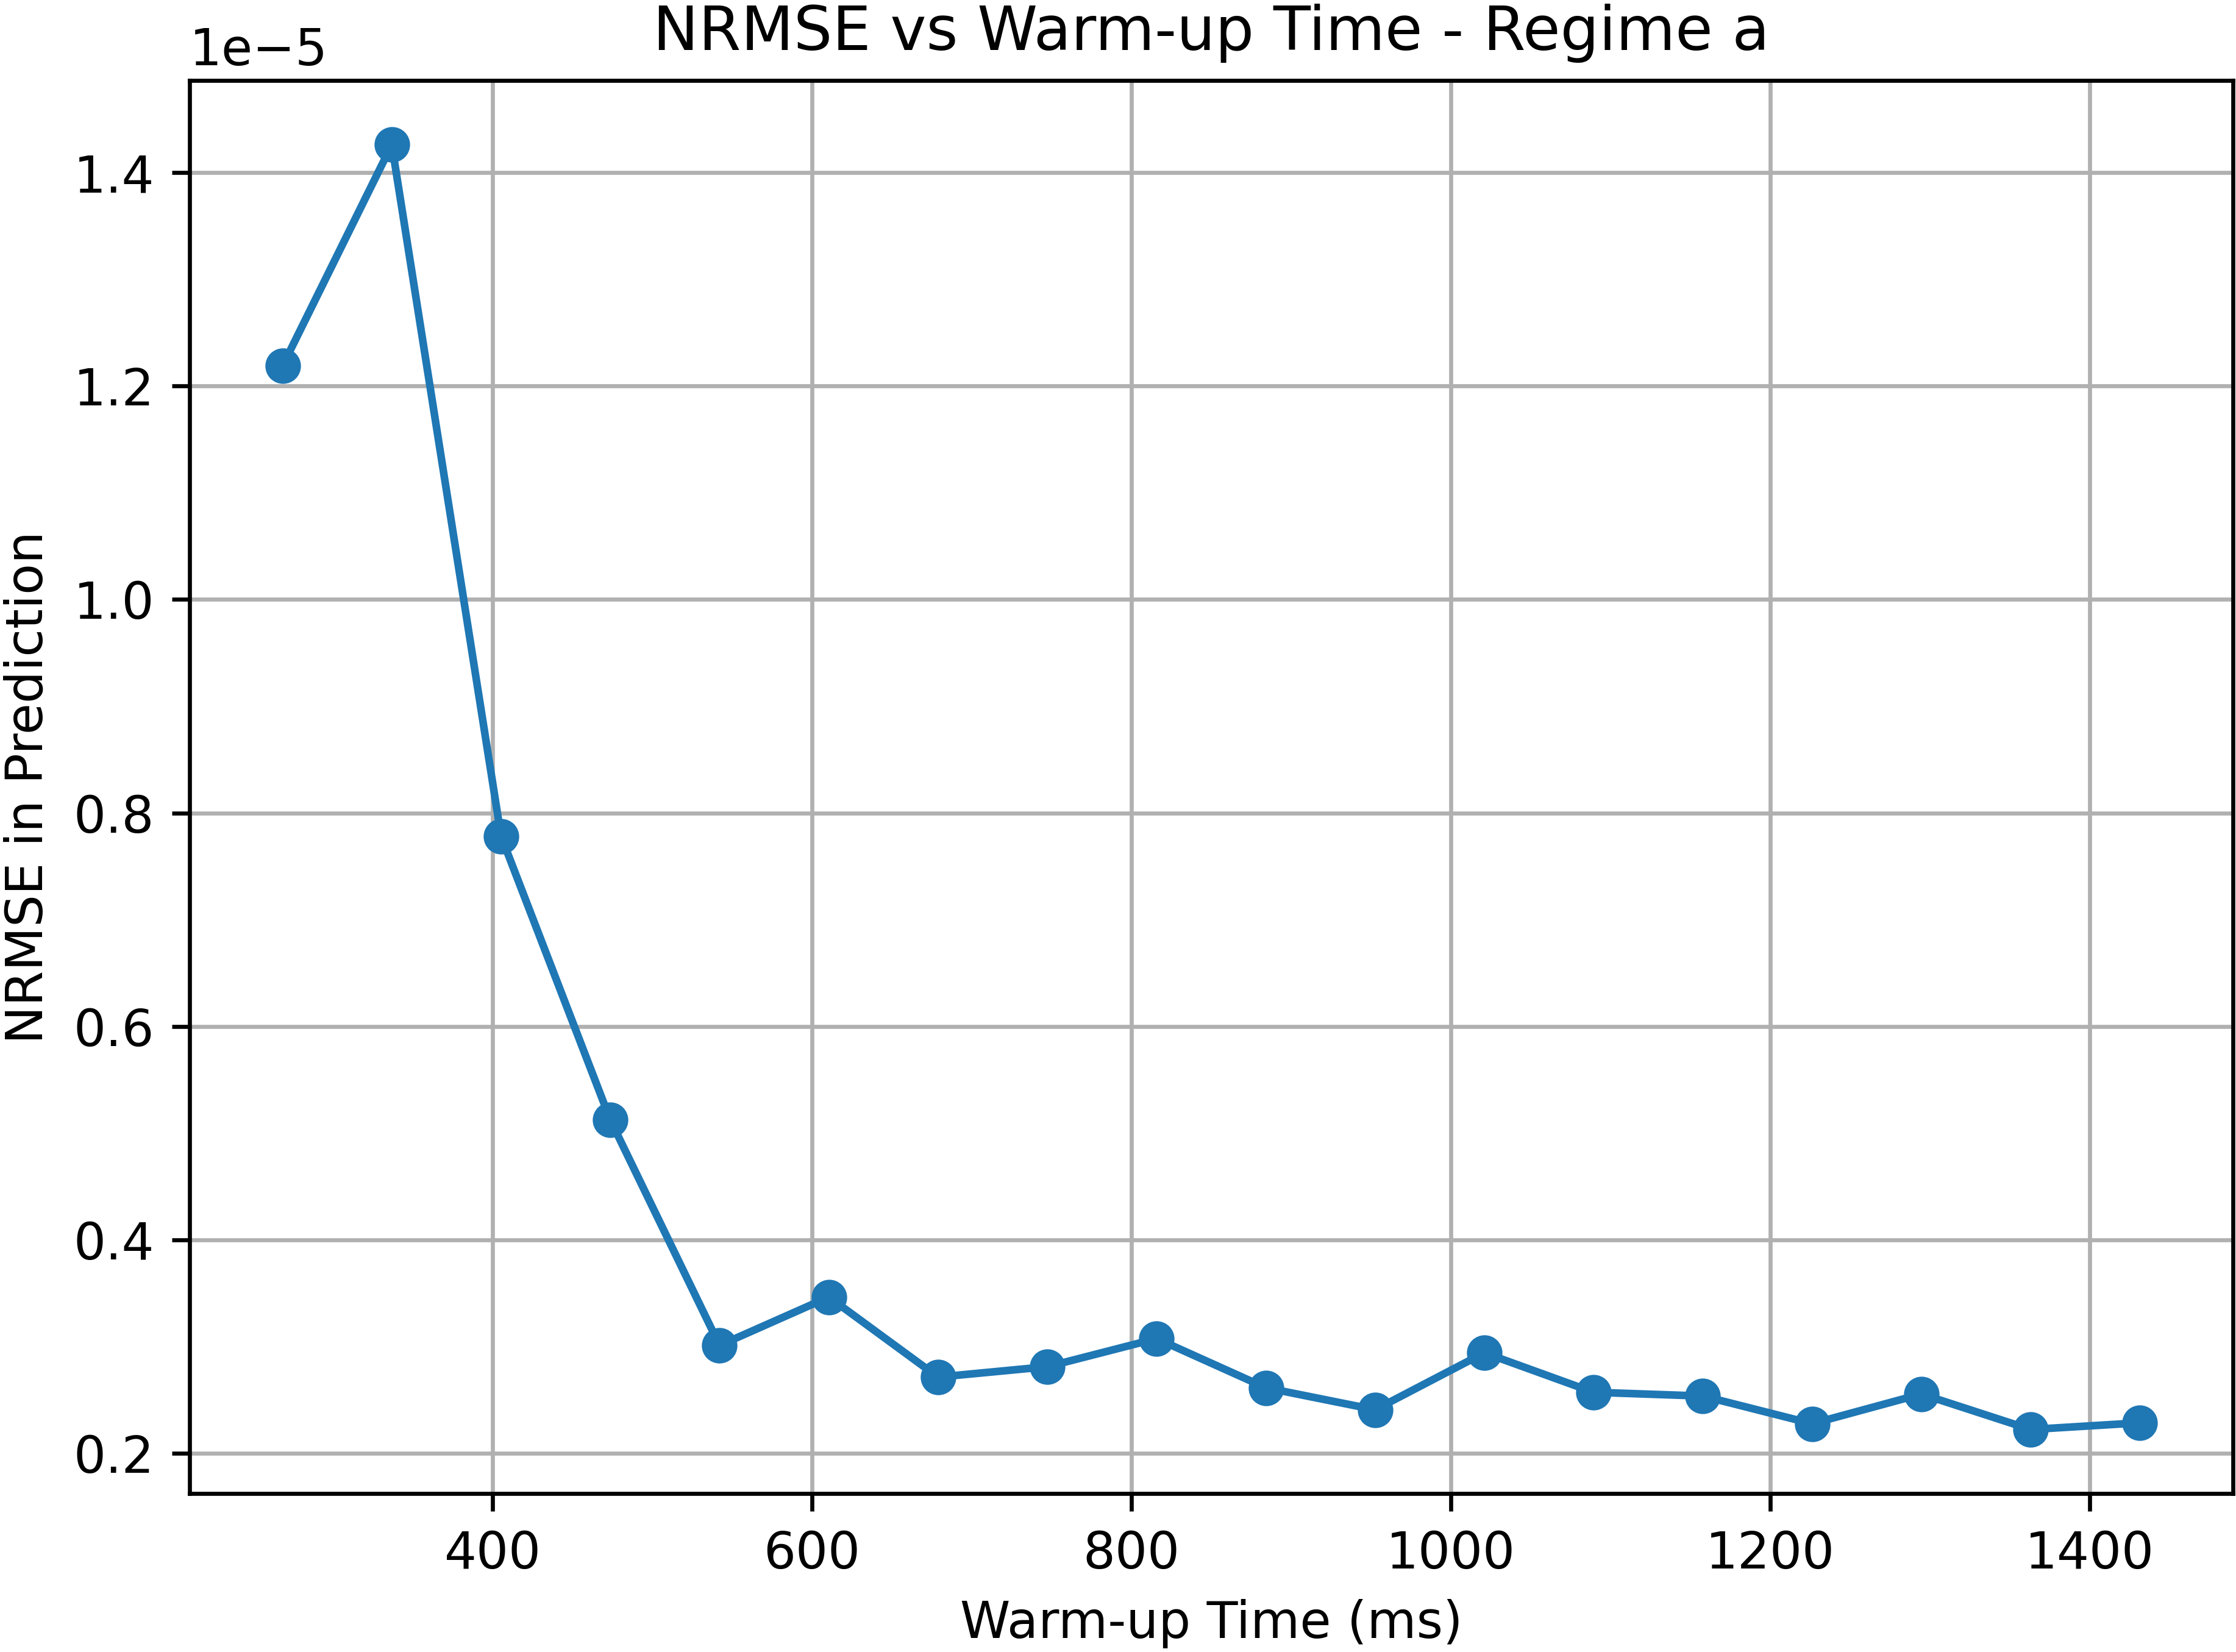 NRMSE vs Warm-up Time - Regime a
1e−5
1.4
1.2
1.0
0.8
0.6
0.4
0.2
NRMSE in Prediction
400 600 800 1000 1200 1400
Warm-up Time (ms)